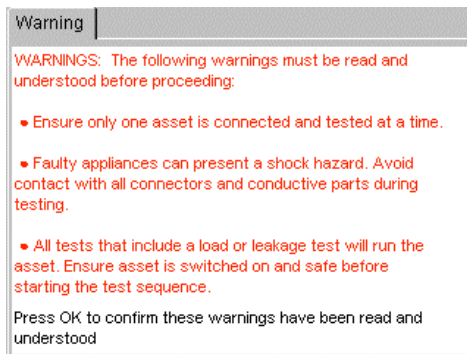 Warning
WARNINGS: The following warnings must be read and
understood before proceeding:
• Ensure only one asset is connected and tested at a time.
• Faulty appliances can present a shock hazard. Avoid
contact with all connectors and conductive parts during
testing.
• All tests that include a load or leakage test will run the
asset. Ensure asset is switched on and safe before
starting the test sequence.
Press OK to confirm these warnings have been read and
understood